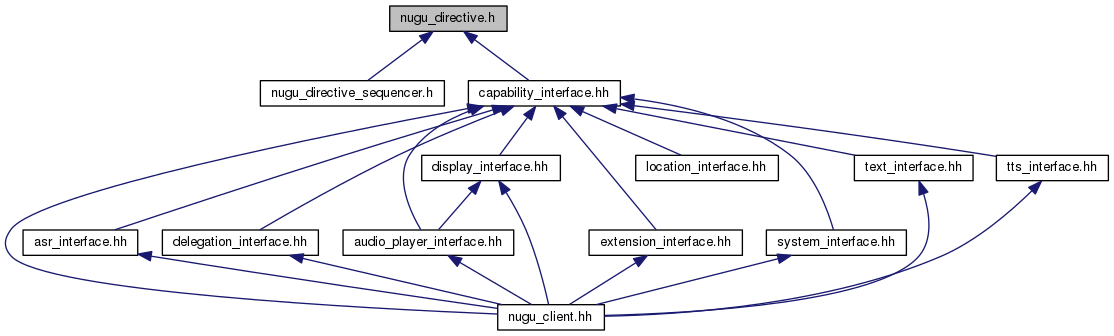 nugu_directive.h
nugu_directive_sequencer.h
capability_interface.hh
display_interface.hh
location_interface.hh
text_interface.hh
tts_interface.hh
asr_interface.hh
delegation_interface.hh
audio_player_interface.hh
extension_interface.hh
system_interface.hh
nugu_client.hh